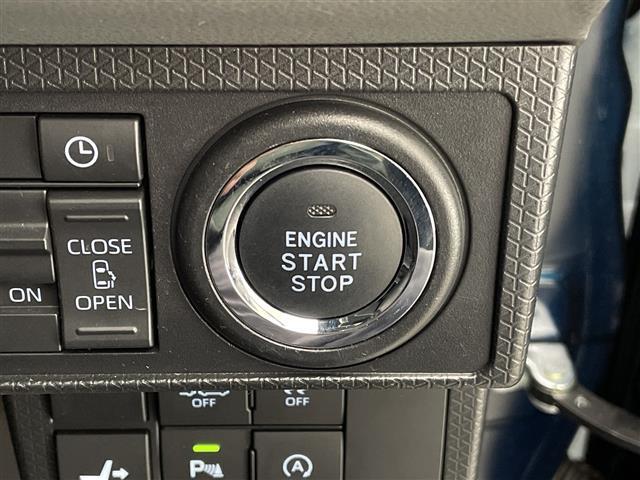 CLOSE
OPEN
ON
ENGINE
START
STOP
OFF
OFF
P
A